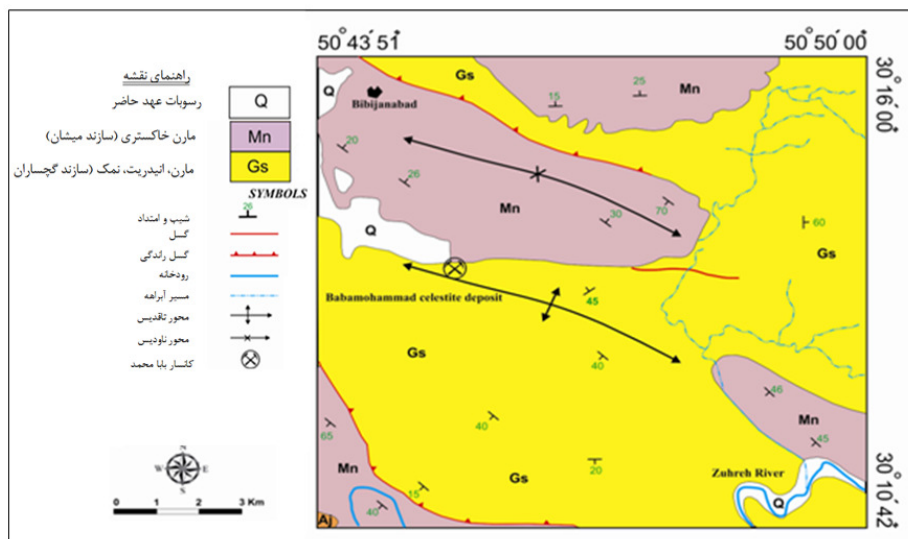 راهنمای نقشه
Q رسوبات عهد حاضر
Mn مارن خاکستری (سازند میشان)
Gs مارن، انیدریت، نمک (سازند گچساران
SYMBOLS
26 شیب و امتداد
گسل
گسل راندگی
رودخانه
مسیر آبراهه
محور تاقدیس
محور ناودیس
کانسار بابا محمد
N
W E
S
0 1 2 3 Km
50° 43′ 51″
50° 50′ 00″
30° 16′ 00″
30° 10′ 42″
Q
Bibijanabad
Gs
15
25
Mn
20
26
Mn
30
70
60
Gs
Q
Babamohammad celestite deposit
45
Gs
40
46
Mn
45
40
65
Mn
20
Gs
15
40
Aj
Zuhreh River
Q